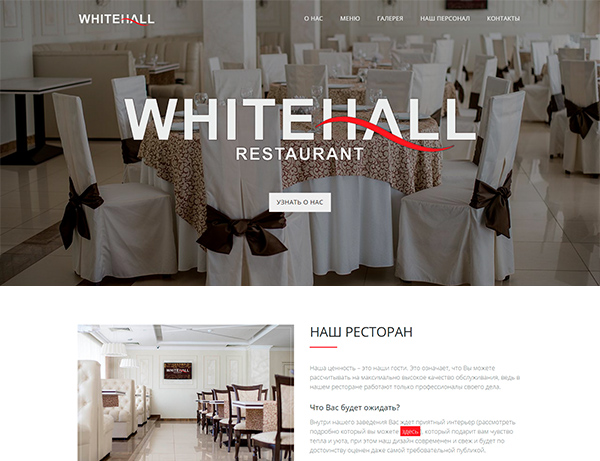 WHITEHALL О НАС МЕНЮ ГАЛЕРЕЯ НАШ ПЕРСОНАЛ КОНТАКТЫ
WHITEHALL
RESTAURANT
УЗНАТЬ О НАС
НАШ РЕСТОРАН
Наша ценность – это наши гости. Это означает, что Вы можете
рассчитывать на максимально высокое качество обслуживания, ведь в
нашем ресторане работают только профессионалы своего дела.
Что Вас будет ожидать?
Внутри нашего заведения Вас ждет приятный интерьер (рассмотреть
подробно который вы можете здесь , который подарит вам чувство
тепла и уюта, при этом наш дизайн современен и свеж и будет по
достоинству оценен даже самой требовательной публикой.
WHITEHALL